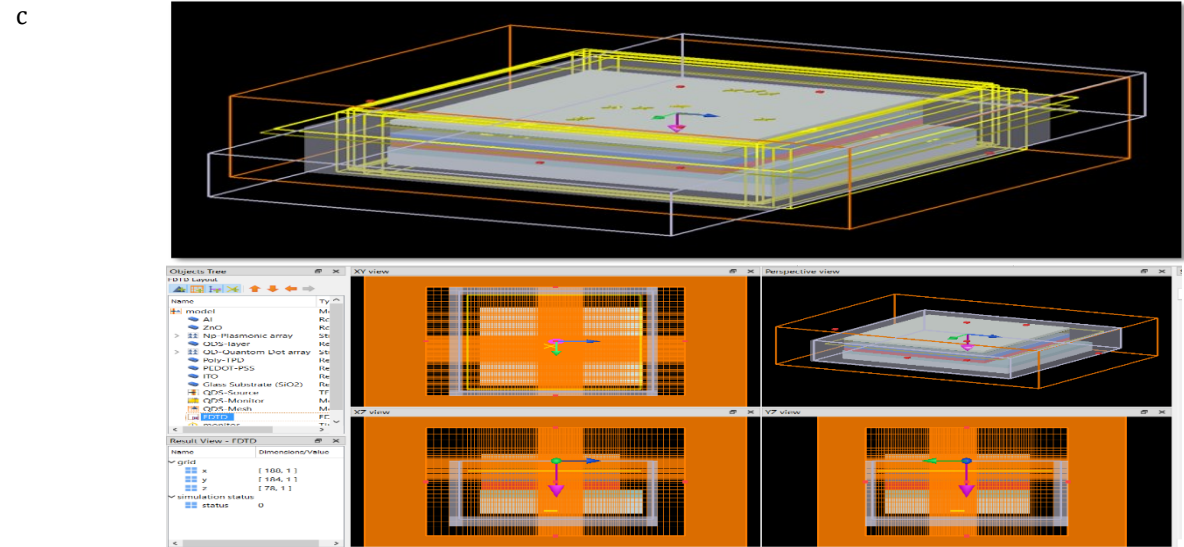 c
Objects Tree
FDTD Layout
Name
model
Al
ZnO
Np-Plasmonic array
QDS-layer
QD-Quantom Dot array
Poly-TPD
PEDOT-PSS
ITO
Glass Substrate (SiO2)
QDS-Source
QDS-Monitor
QDS-Mesh
FDTD
monitor
Result View - FDTD
Name Dimensions/Value
grid
x [ 188, 1 ]
y [ 184, 1 ]
z [ 78, 1 ]
simulation status
status 0
XY view
Perspective view
XZ view
YZ view